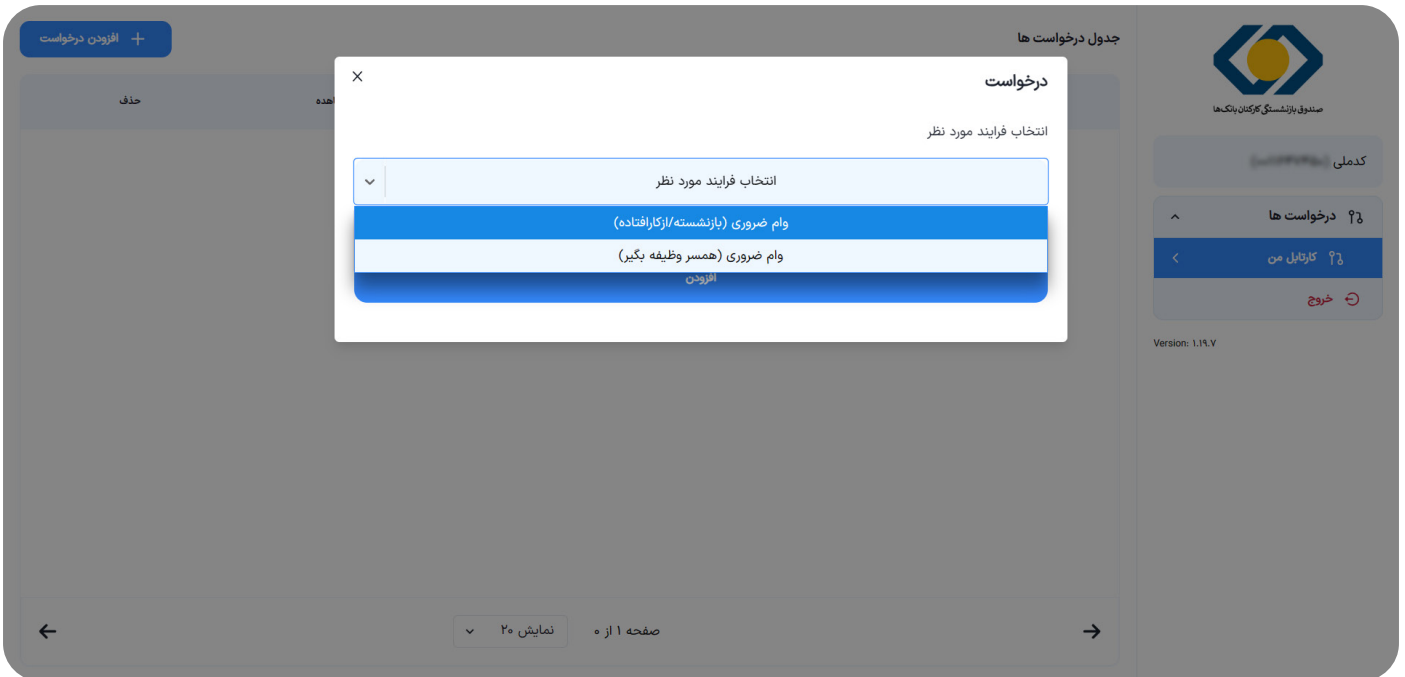 صندوق بازنشستگی کارکنان بانک‌ها
کدملی
درخواست ها
کارتابل من
خروج
Version: ۱.۱۹.۷
جدول درخواست ها
افزودن درخواست
حذف
درخواست
انتخاب فرایند مورد نظر
انتخاب فرایند مورد نظر
وام ضروری (بازنشسته/ازکارافتاده)
وام ضروری (همسر وظیفه بگیر)
افزودن
صفحه ۱ از ۰
نمایش ۲۰